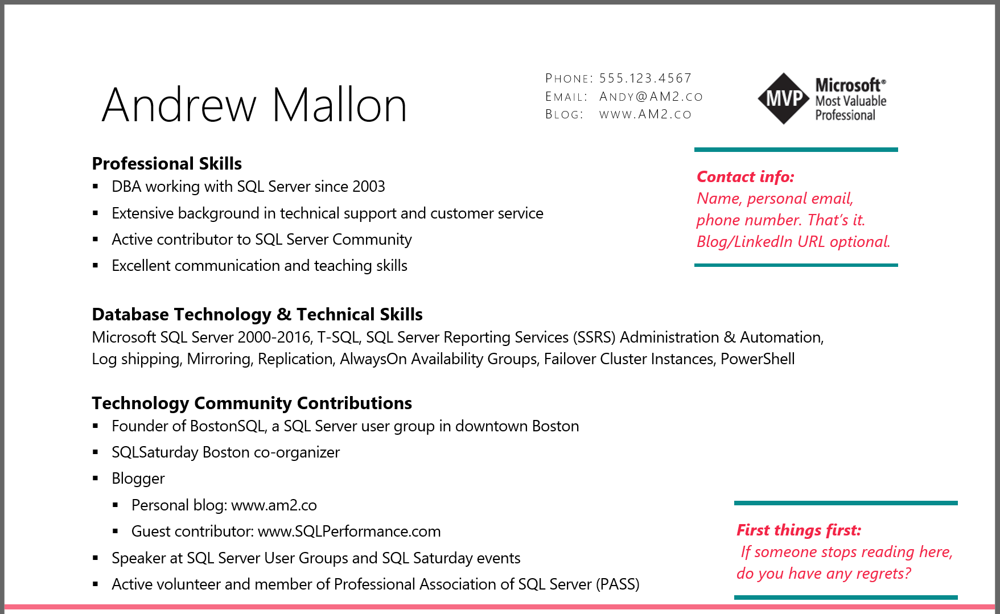 Andrew Mallon
Phone: 555.123.4567
Email: Andy@AM2.co
Blog: www.AM2.co
MVP
Microsoft®
Most Valuable
Professional
Professional Skills
▪ DBA working with SQL Server since 2003
▪ Extensive background in technical support and customer service
▪ Active contributor to SQL Server Community
▪ Excellent communication and teaching skills
Contact info:
Name, personal email,
phone number. That’s it.
Blog/LinkedIn URL optional.
Database Technology & Technical Skills
Microsoft SQL Server 2000-2016, T-SQL, SQL Server Reporting Services (SSRS) Administration & Automation,
Log shipping, Mirroring, Replication, AlwaysOn Availability Groups, Failover Cluster Instances, PowerShell
Technology Community Contributions
▪ Founder of BostonSQL, a SQL Server user group in downtown Boston
▪ SQLSaturday Boston co-organizer
▪ Blogger
▪ Personal blog: www.am2.co
▪ Guest contributor: www.SQLPerformance.com
▪ Speaker at SQL Server User Groups and SQL Saturday events
▪ Active volunteer and member of Professional Association of SQL Server (PASS)
First things first:
If someone stops reading here,
do you have any regrets?